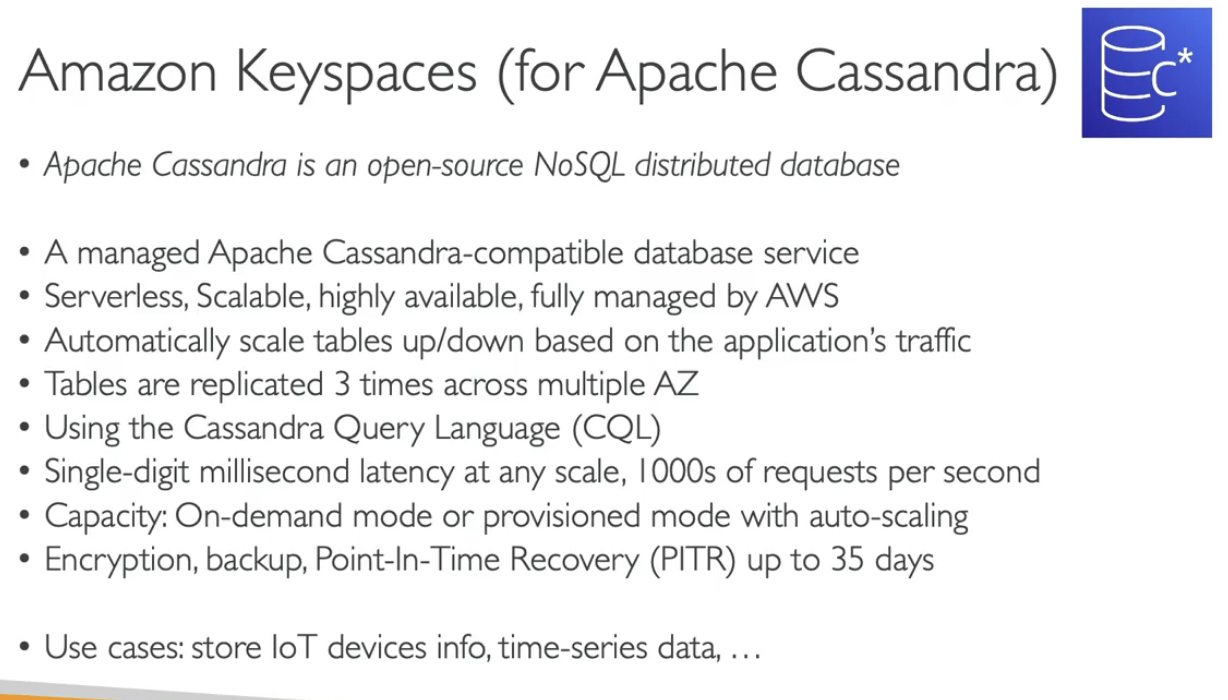 Amazon Keyspaces (for Apache Cassandra)
C*
• Apache Cassandra is an open-source NoSQL distributed database
• A managed Apache Cassandra-compatible database service
• Serverless, Scalable, highly available, fully managed by AWS
• Automatically scale tables up/down based on the application's traffic
• Tables are replicated 3 times across multiple AZ
• Using the Cassandra Query Language (CQL)
• Single-digit millisecond latency at any scale, 1000s of requests per second
• Capacity: On-demand mode or provisioned mode with auto-scaling
• Encryption, backup, Point-In-Time Recovery (PITR) up to 35 days
• Use cases: store IoT devices info, time-series data, …